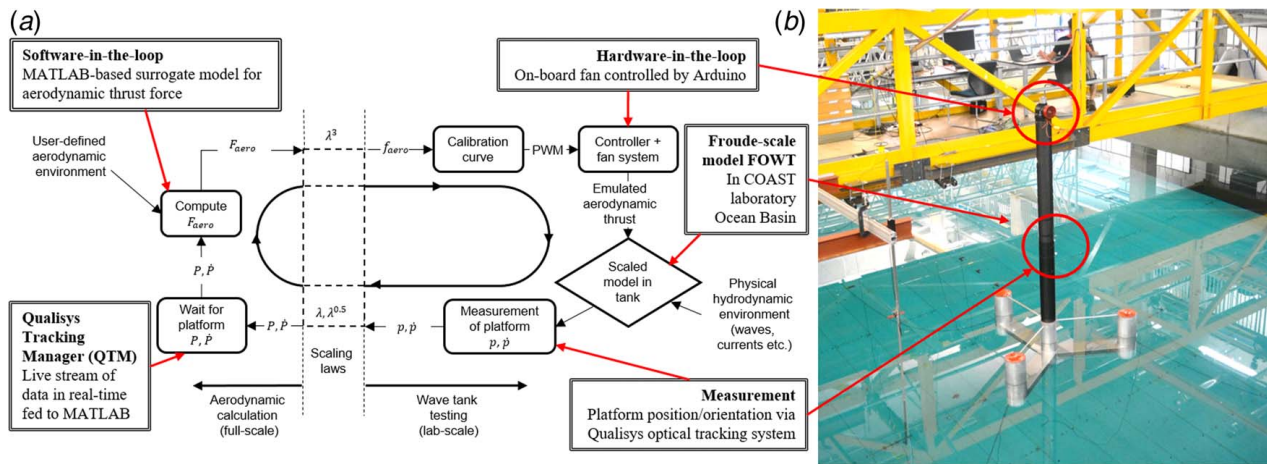 (a)
(b)
Software-in-the-loop
MATLAB-based surrogate model for
aerodynamic thrust force
Hardware-in-the-loop
On-board fan controlled by Arduino
User-defined
aerodynamic
environment
F_aero
λ³
f_aero
Calibration
curve
PWM
Controller +
fan system
Froude-scale
model FOWT
In COAST
laboratory
Ocean Basin
Emulated
aerodynamic
thrust
Compute
F_aero
P, Ṗ
Scaled
model in
tank
Physical
hydrodynamic
environment
(waves,
currents etc.)
Qualisys
Tracking
Manager (QTM)
Live stream of
data in real-time
fed to MATLAB
Wait for
platform
P, Ṗ
P, Ṗ
λ, λ^0.5
p, ṗ
Measurement
of platform
p, ṗ
Scaling
laws
Aerodynamic
calculation
(full-scale)
Wave tank
testing
(lab-scale)
Measurement
Platform position/orientation via
Qualisys optical tracking system